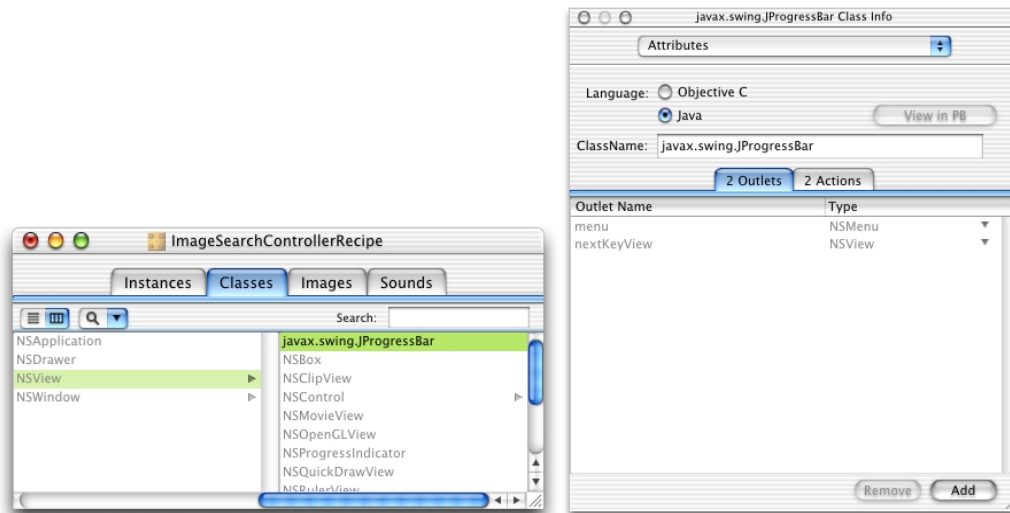 javax.swing.JProgressBar Class Info
Attributes
Language: Objective C
Java
View in PB
ClassName: javax.swing.JProgressBar
2 Outlets 2 Actions
Outlet Name Type
menu NSMenu
nextKeyView NSView
Remove Add
ImageSearchControllerRecipe
Instances Classes Images Sounds
Search:
NSApplication
NSDrawer
NSView
NSWindow
javax.swing.JProgressBar
NSBox
NSClipView
NSControl
NSMovieView
NSOpenGLView
NSProgressIndicator
NSQuickDrawView
NSRulerView